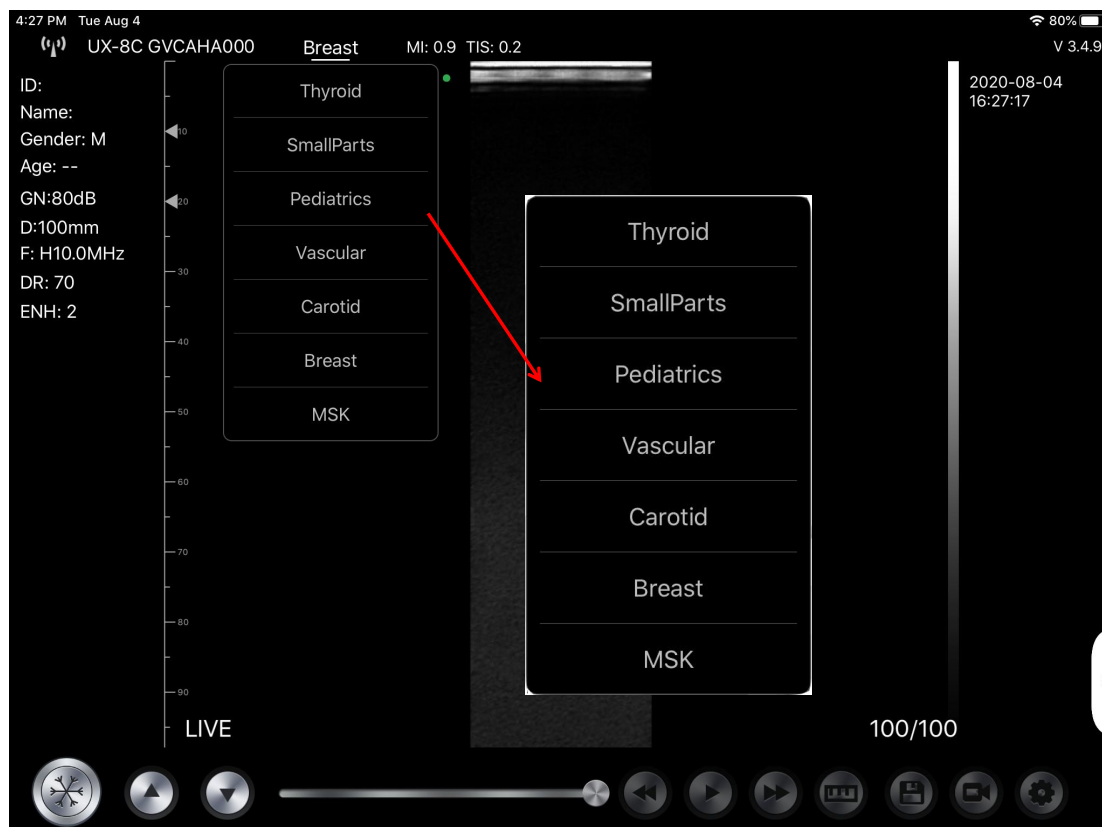 4:27 PM Tue Aug 4
80%
UX-8C GVCAHA000 Breast MI: 0.9 TIS: 0.2
V 3.4.9
ID:
Name:
Gender: M
Age: --
GN:80dB
D:100mm
F: H10.0MHz
DR: 70
ENH: 2
10
20
30
40
50
60
70
80
90
Thyroid
SmallParts
Pediatrics
Vascular
Carotid
Breast
MSK
Thyroid
SmallParts
Pediatrics
Vascular
Carotid
Breast
MSK
2020-08-04
16:27:17
LIVE
100/100